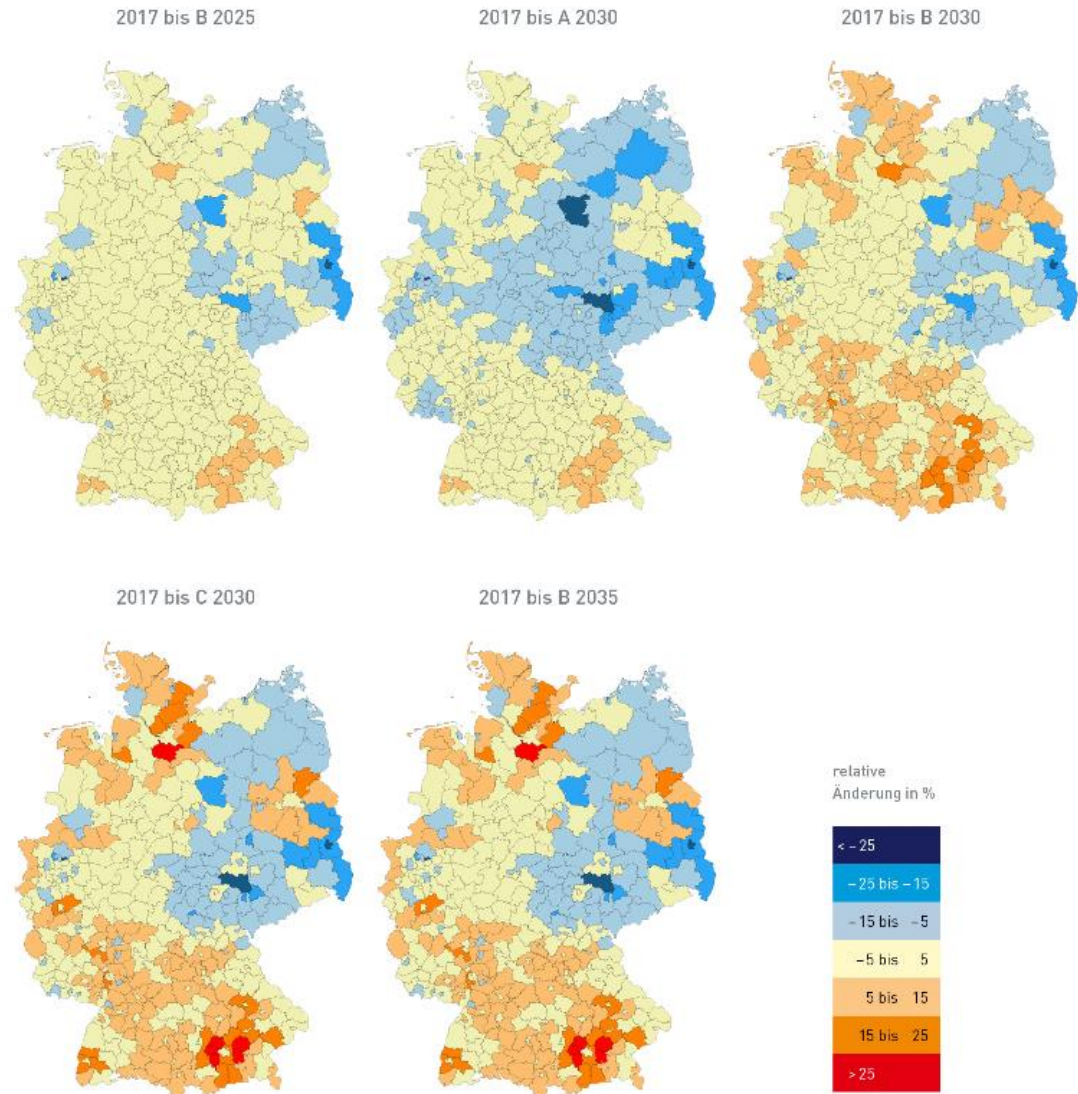 2017 bis B 2025
2017 bis A 2030
2017 bis B 2030
2017 bis C 2030
2017 bis B 2035
relative
Änderung in %
< – 25
– 25 bis – 15
– 15 bis – 5
– 5 bis 5
5 bis 15
15 bis 25
> 25